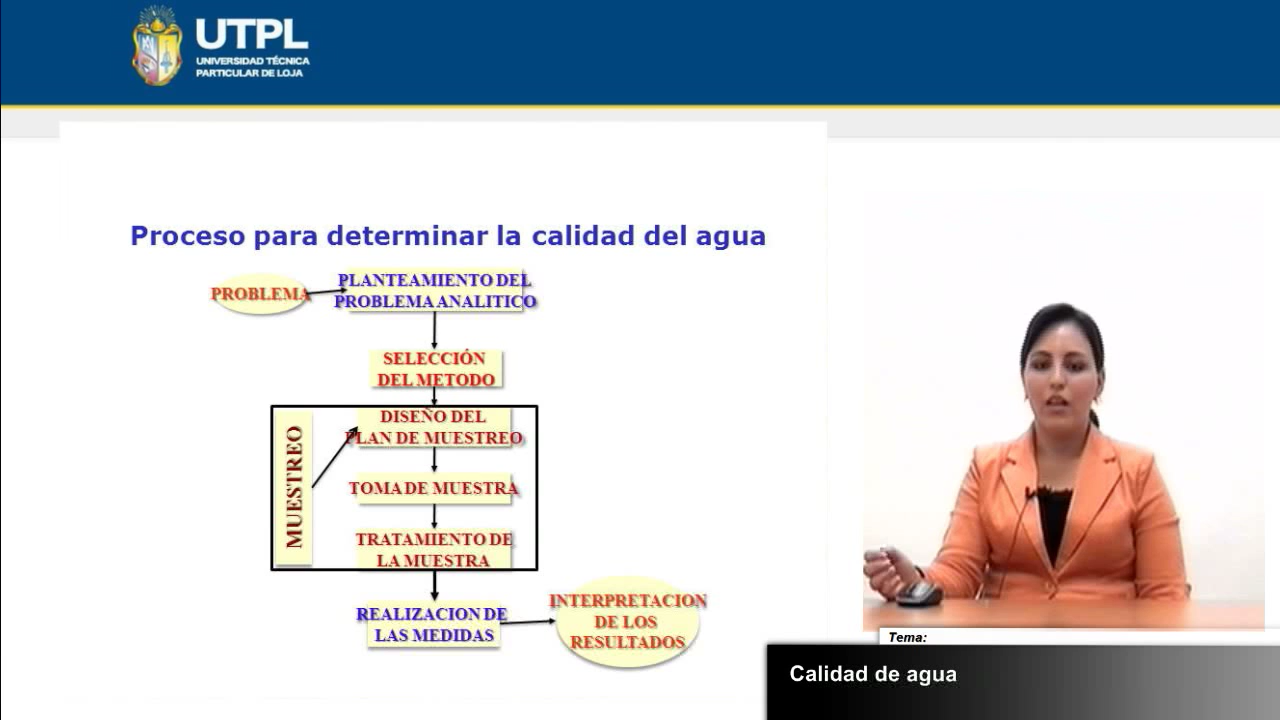 UTPL
UNIVERSIDAD TÉCNICA
PARTICULAR DE LOJA
Proceso para determinar la calidad del agua
PROBLEMA
PLANTEAMIENTO DEL
PROBLEMA ANALITICO
SELECCIÓN
DEL METODO
MUESTREO
DISEÑO DEL
PLAN DE MUESTREO
TOMA DE MUESTRA
TRATAMIENTO DE
LA MUESTRA
REALIZACION DE
LAS MEDIDAS
INTERPRETACION
DE LOS
RESULTADOS
Tema:
Calidad de agua